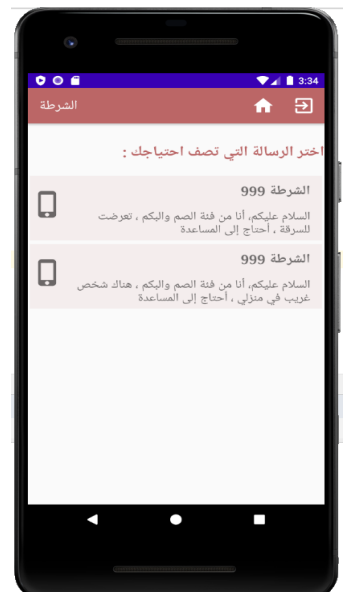 3:34
الشرطة
اختر الرسالة التي تصف احتياجك :
الشرطة 999
السلام عليكم، أنا من فئة الصم والبكم ، تعرضت
للسرقة ، أحتاج إلى المساعدة
الشرطة 999
السلام عليكم، أنا من فئة الصم والبكم ، هناك شخص
غريب في منزلي ، أحتاج إلى المساعدة